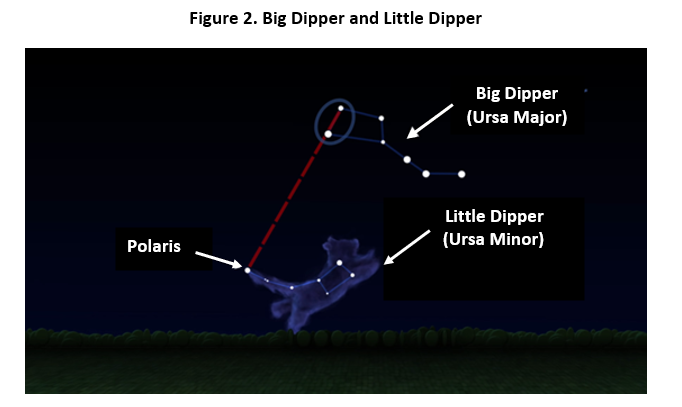 Figure 2. Big Dipper and Little Dipper
Big Dipper
(Ursa Major)
Little Dipper
(Ursa Minor)
Polaris